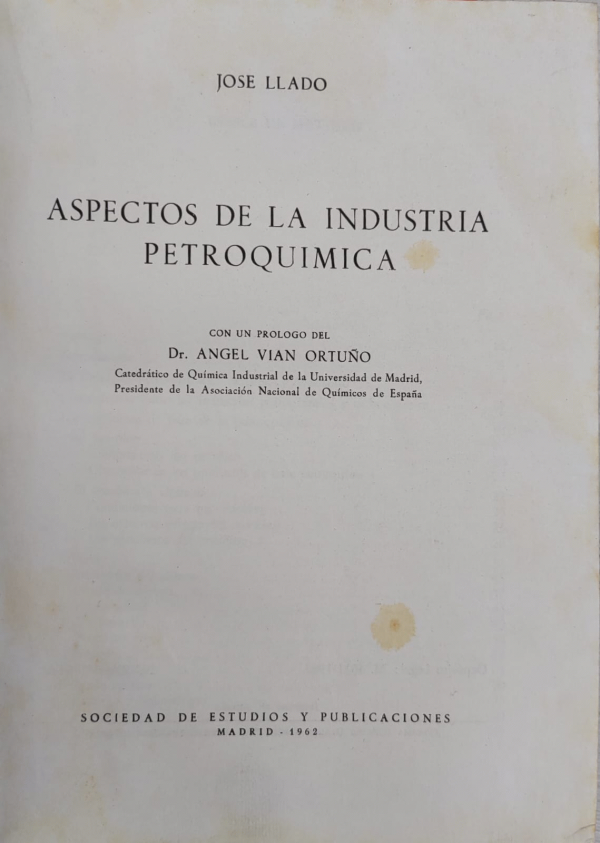 JOSE LLADO
ASPECTOS DE LA INDUSTRIA
PETROQUIMICA
CON UN PROLOGO DEL
Dr. ANGEL VIAN ORTUÑO
Catedrático de Química Industrial de la Universidad de Madrid,
Presidente de la Asociación Nacional de Químicos de España
SOCIEDAD DE ESTUDIOS Y PUBLICACIONES
MADRID - 1962